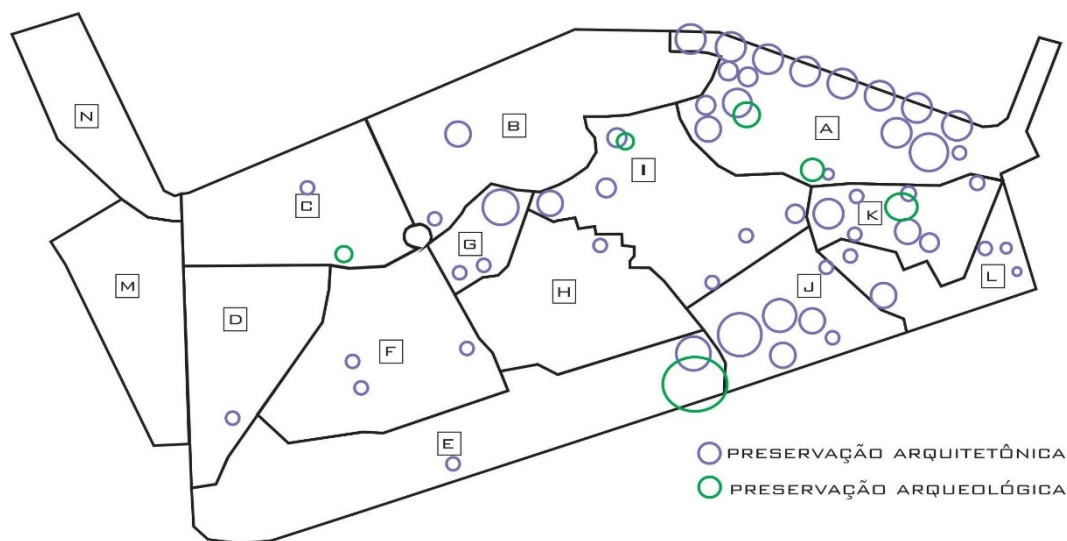 N
B
A
I
C
K
G
L
M
H
J
D
F
E
PRESERVAÇÃO ARQUITETÔNICA
PRESERVAÇÃO ARQUEOLÓGICA